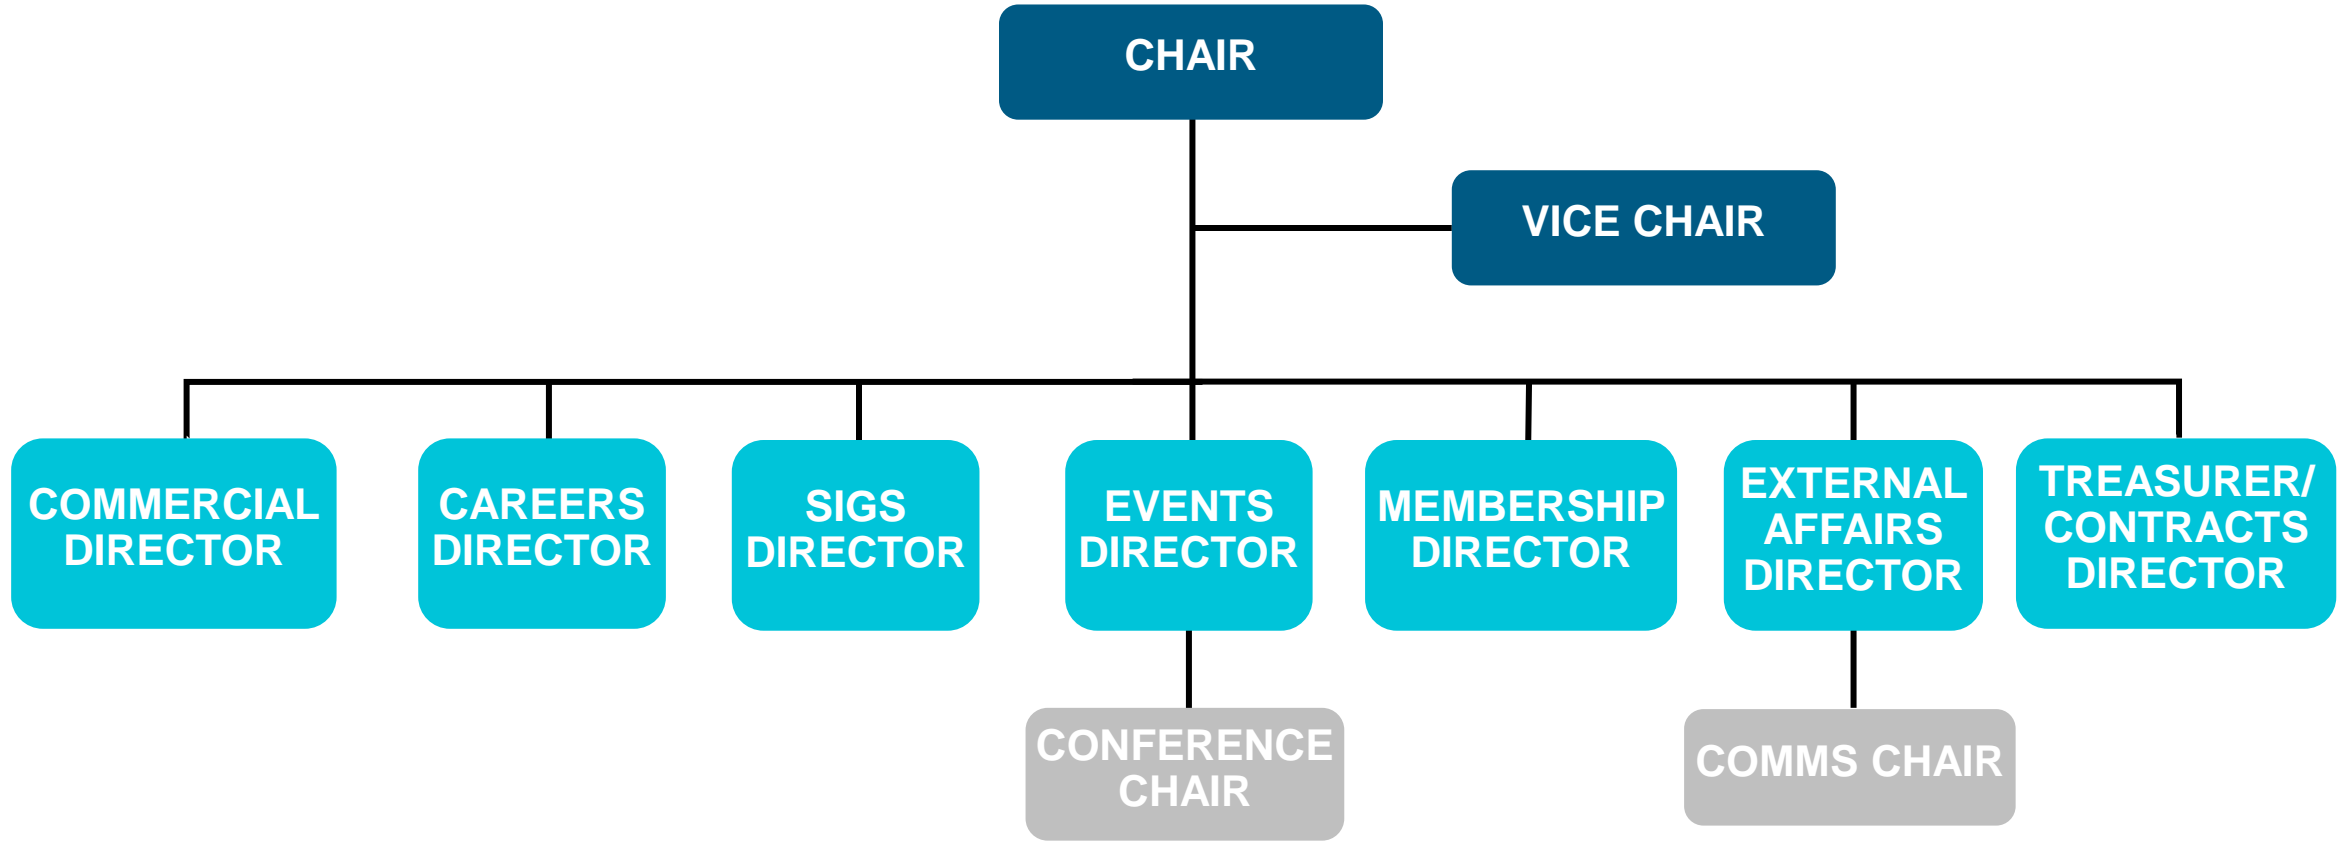 CHAIR
VICE CHAIR
COMMERCIAL
DIRECTOR
CAREERS
DIRECTOR
SIGS
DIRECTOR
EVENTS
DIRECTOR
MEMBERSHIP
DIRECTOR
EXTERNAL
AFFAIRS
DIRECTOR
TREASURER/
CONTRACTS
DIRECTOR
CONFERENCE
CHAIR
COMMS CHAIR